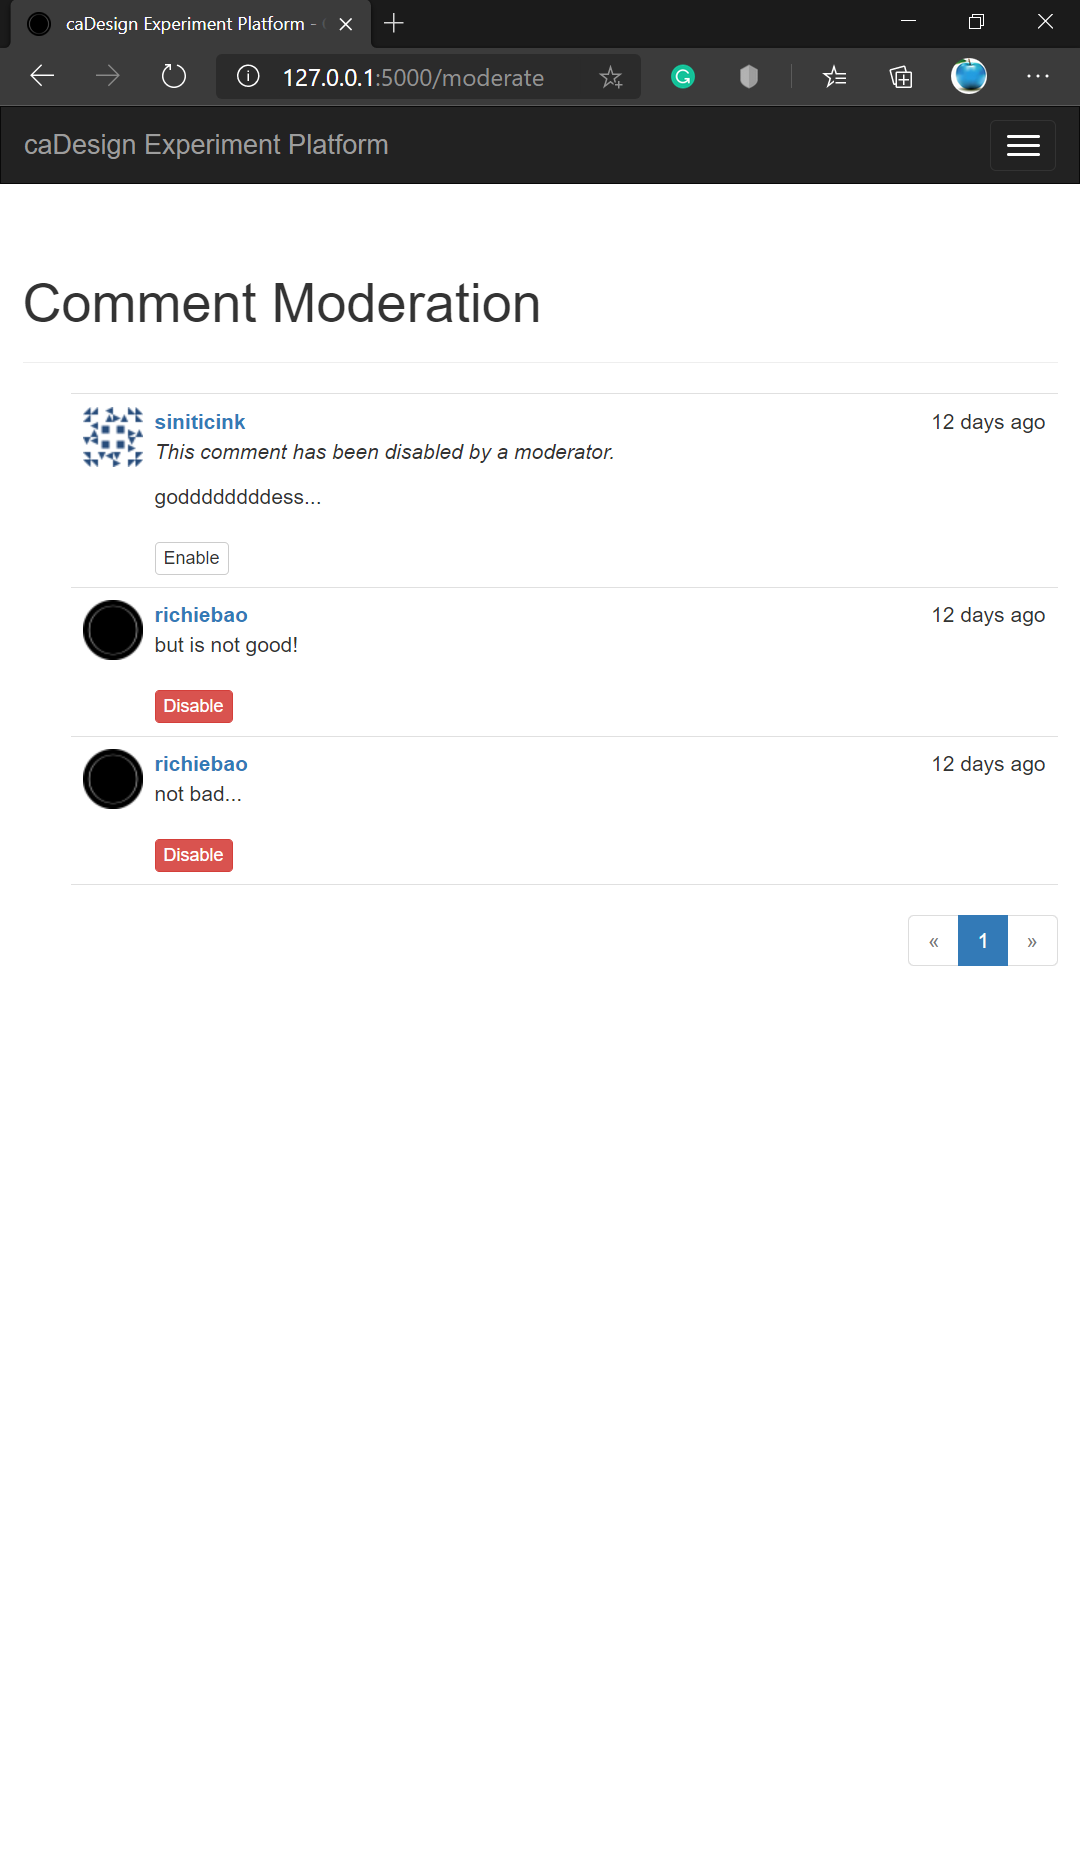 caDesign Experiment Platform -
127.0.0.1:5000/moderate
caDesign Experiment Platform
Comment Moderation
siniticink 12 days ago
This comment has been disabled by a moderator.
goddddddddess...
Enable
richiebao 12 days ago
but is not good!
Disable
richiebao 12 days ago
not bad...
Disable
« 1 »